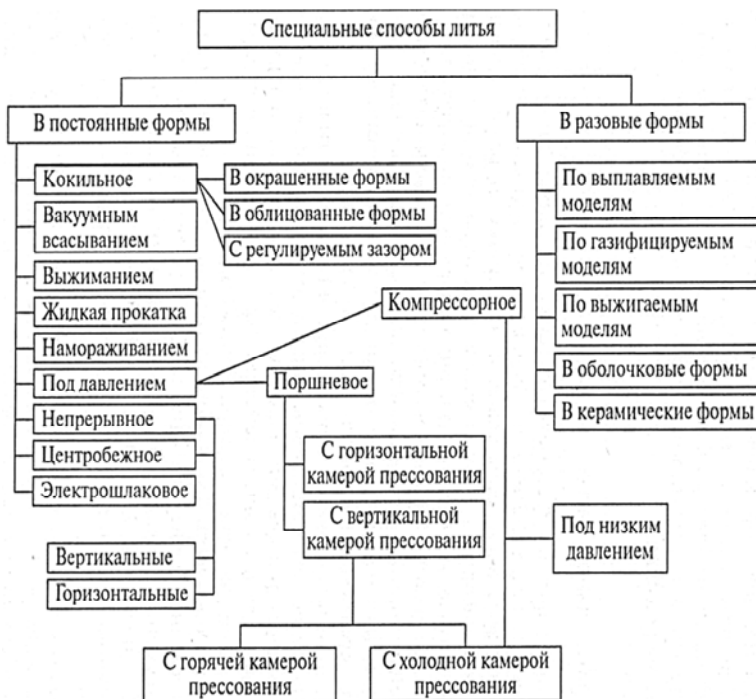 Специальные способы литья
В постоянные формы
В разовые формы
Кокильное
В окрашенные формы
В облицованные формы
С регулируемым зазором
Вакуумным
всасыванием
Выжиманием
Жидкая прокатка
Намораживанием
Под давлением
Непрерывное
Центробежное
Электрошлаковое
Вертикальные
Горизонтальные
Компрессорное
Поршневое
С горизонтальной
камерой прессования
С вертикальной
камерой прессования
С горячей камерой
прессования
С холодной камерой
прессования
Под низким
давлением
По выплавляемым
моделям
По газифицируемым
моделям
По выжигаемым
моделям
В оболочковые формы
В керамические формы